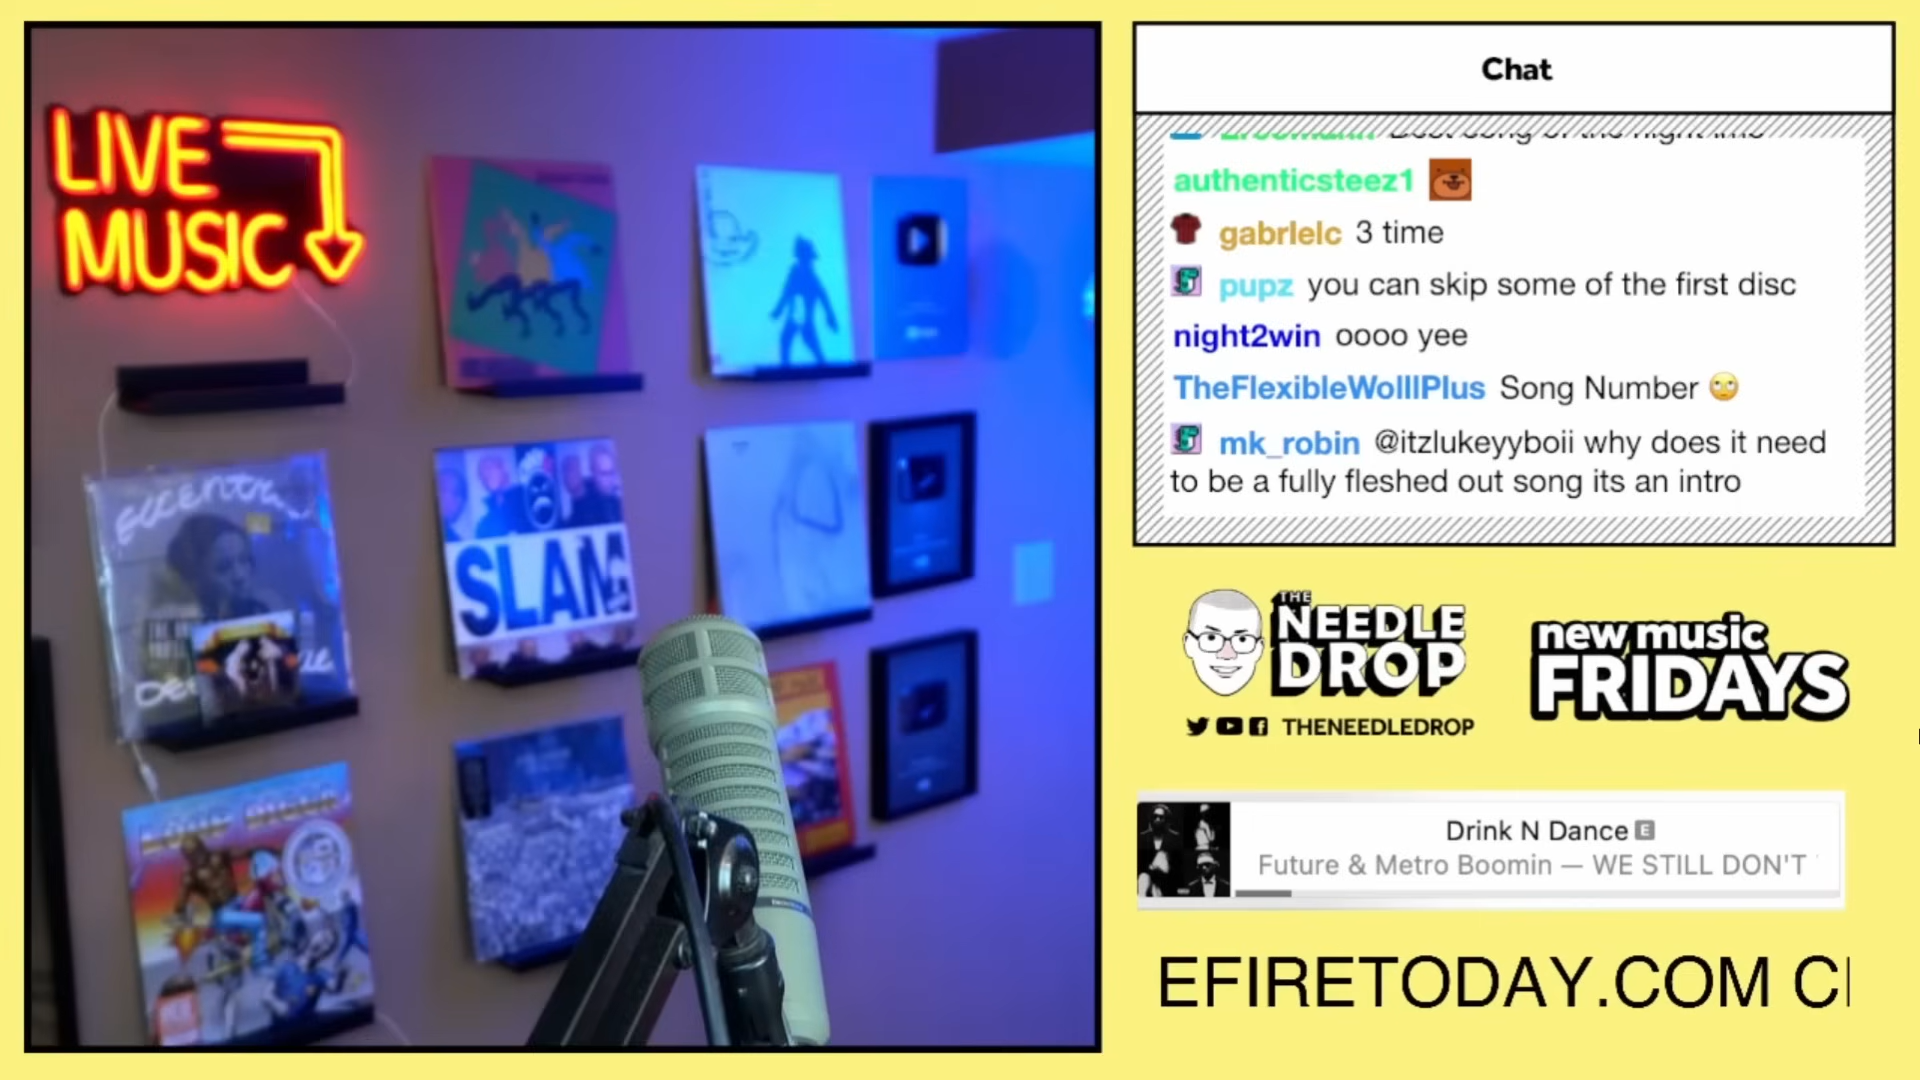 LIVE
MUSIC
SLAM
Chat
authenticsteez1
gabrlelc 3 time
pupz you can skip some of the first disc
night2win oooo yee
TheFlexibleWolllPlus Song Number 🙄
mk_robin @itzlukeyyboii why does it need
to be a fully fleshed out song its an intro
THE
NEEDLE
DROP
THENEEDLEDROP
new music
FRIDAYS
Drink N Dance E
Future & Metro Boomin — WE STILL DON'T
EFIRETODAY.COM